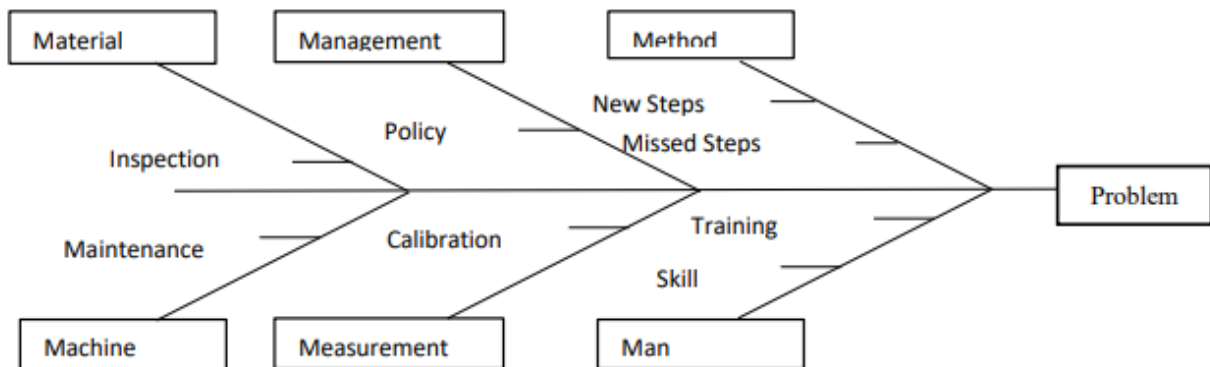 Material
Management
Method
New Steps
Policy
Missed Steps
Inspection
Problem
Training
Calibration
Maintenance
Skill
Machine
Measurement
Man